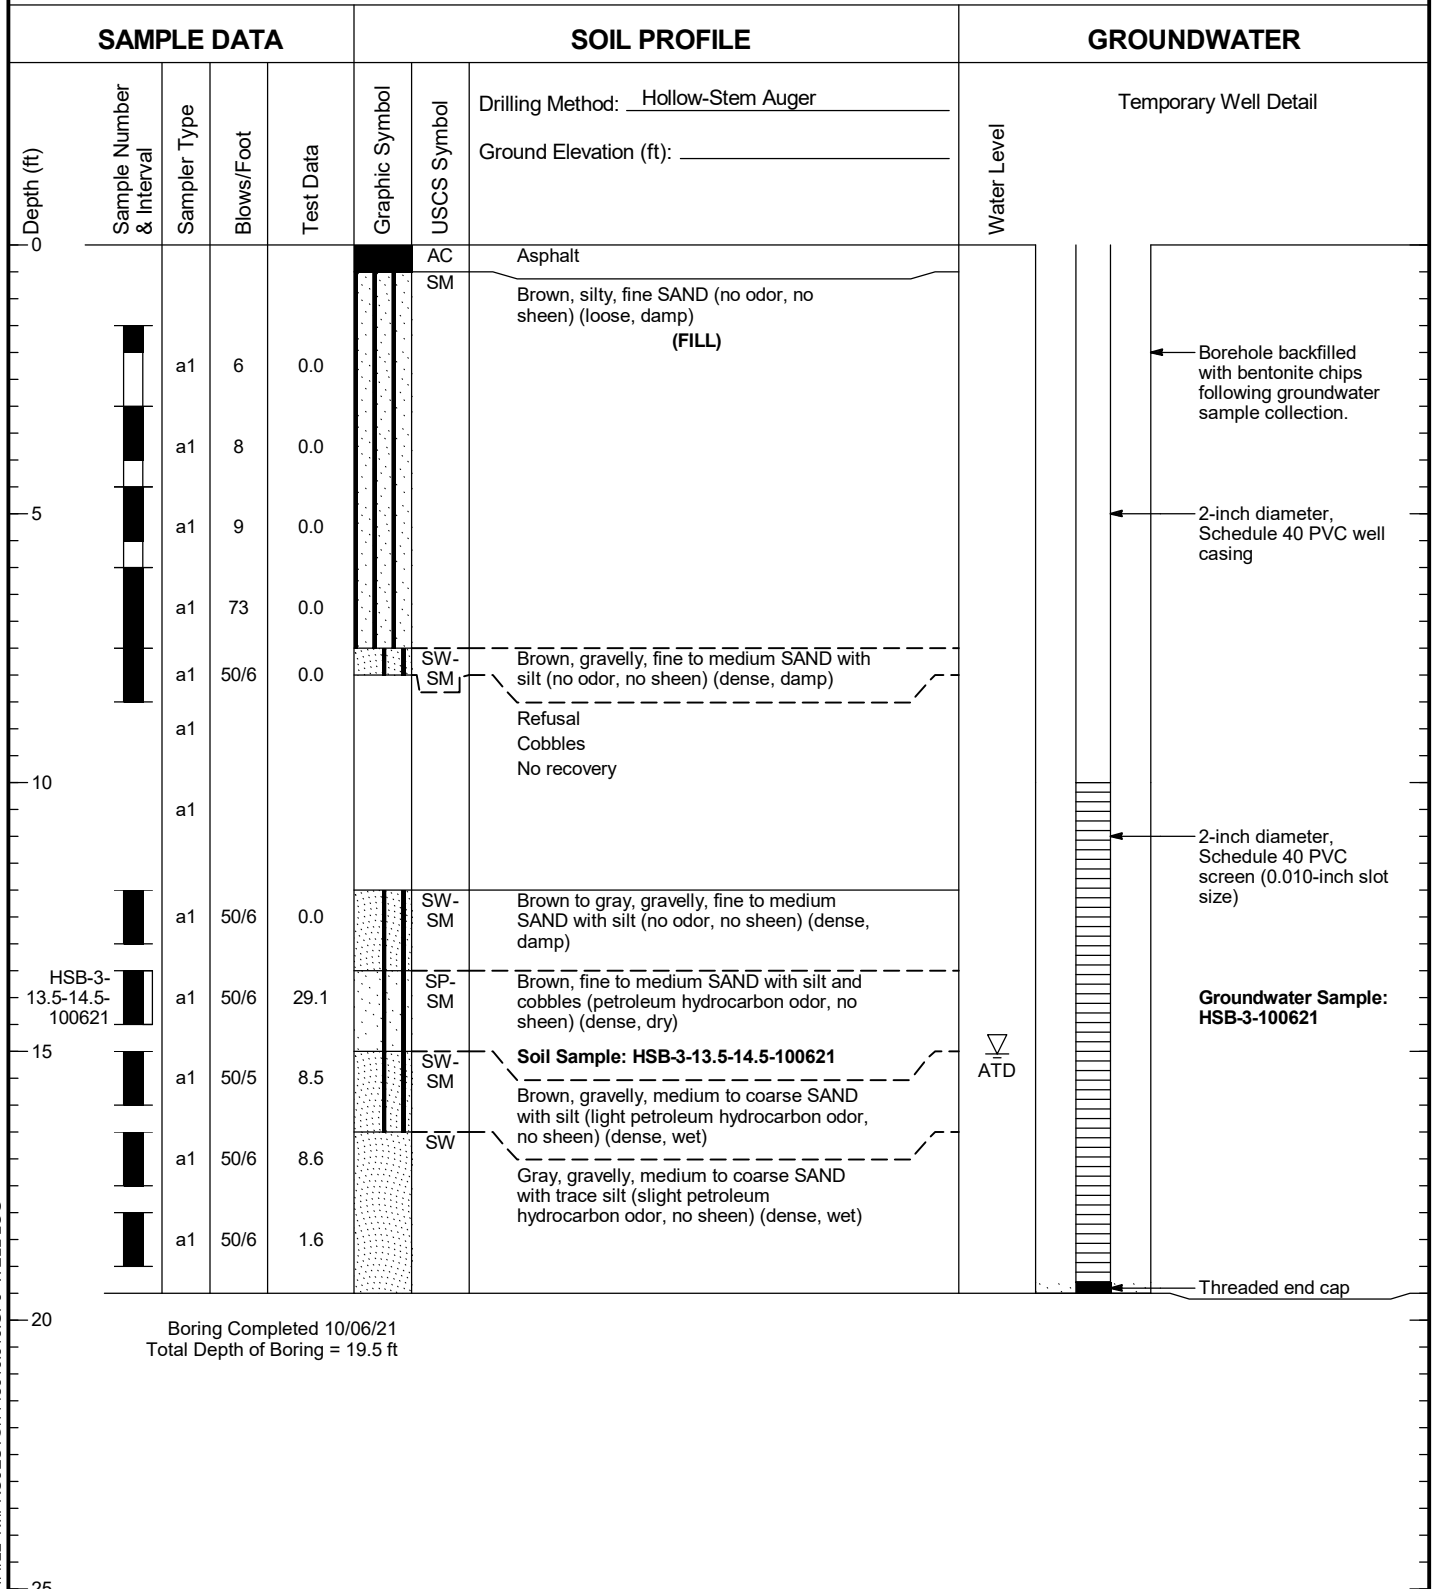 SAMPLE DATA
SOIL PROFILE
GROUNDWATER
Depth (ft)
Sample Number
& Interval
Sampler Type
Blows/Foot
Test Data
Graphic Symbol
USCS Symbol
Drilling Method: Hollow-Stem Auger
Ground Elevation (ft):
Water Level
Temporary Well Detail
0
AC
Asphalt
SM
Brown, silty, fine SAND (no odor, no
sheen) (loose, damp)
(FILL)
a1 6 0.0
Borehole backfilled
with bentonite chips
following groundwater
sample collection.
a1 8 0.0
5
a1 9 0.0
2-inch diameter,
Schedule 40 PVC well
casing
a1 73 0.0
a1 50/6 0.0
SW-
SM
Brown, gravelly, fine to medium SAND with
silt (no odor, no sheen) (dense, damp)
a1
Refusal
Cobbles
No recovery
10
a1
2-inch diameter,
Schedule 40 PVC
screen (0.010-inch slot
size)
a1 50/6 0.0
SW-
SM
Brown to gray, gravelly, fine to medium
SAND with silt (no odor, no sheen) (dense,
damp)
HSB-3-
13.5-14.5-
100621
a1 50/6 29.1
SP-
SM
Brown, fine to medium SAND with silt and
cobbles (petroleum hydrocarbon odor, no
sheen) (dense, dry)
Groundwater Sample:
HSB-3-100621
15
Soil Sample: HSB-3-13.5-14.5-100621
ATD
a1 50/5 8.5
SW-
SM
Brown, gravelly, medium to coarse SAND
with silt (light petroleum hydrocarbon odor,
no sheen) (dense, wet)
a1 50/6 8.6
SW
Gray, gravelly, medium to coarse SAND
with trace silt (slight petroleum
hydrocarbon odor, no sheen) (dense, wet)
a1 50/6 1.6
Threaded end cap
20
Boring Completed 10/06/21
Total Depth of Boring = 19.5 ft
25